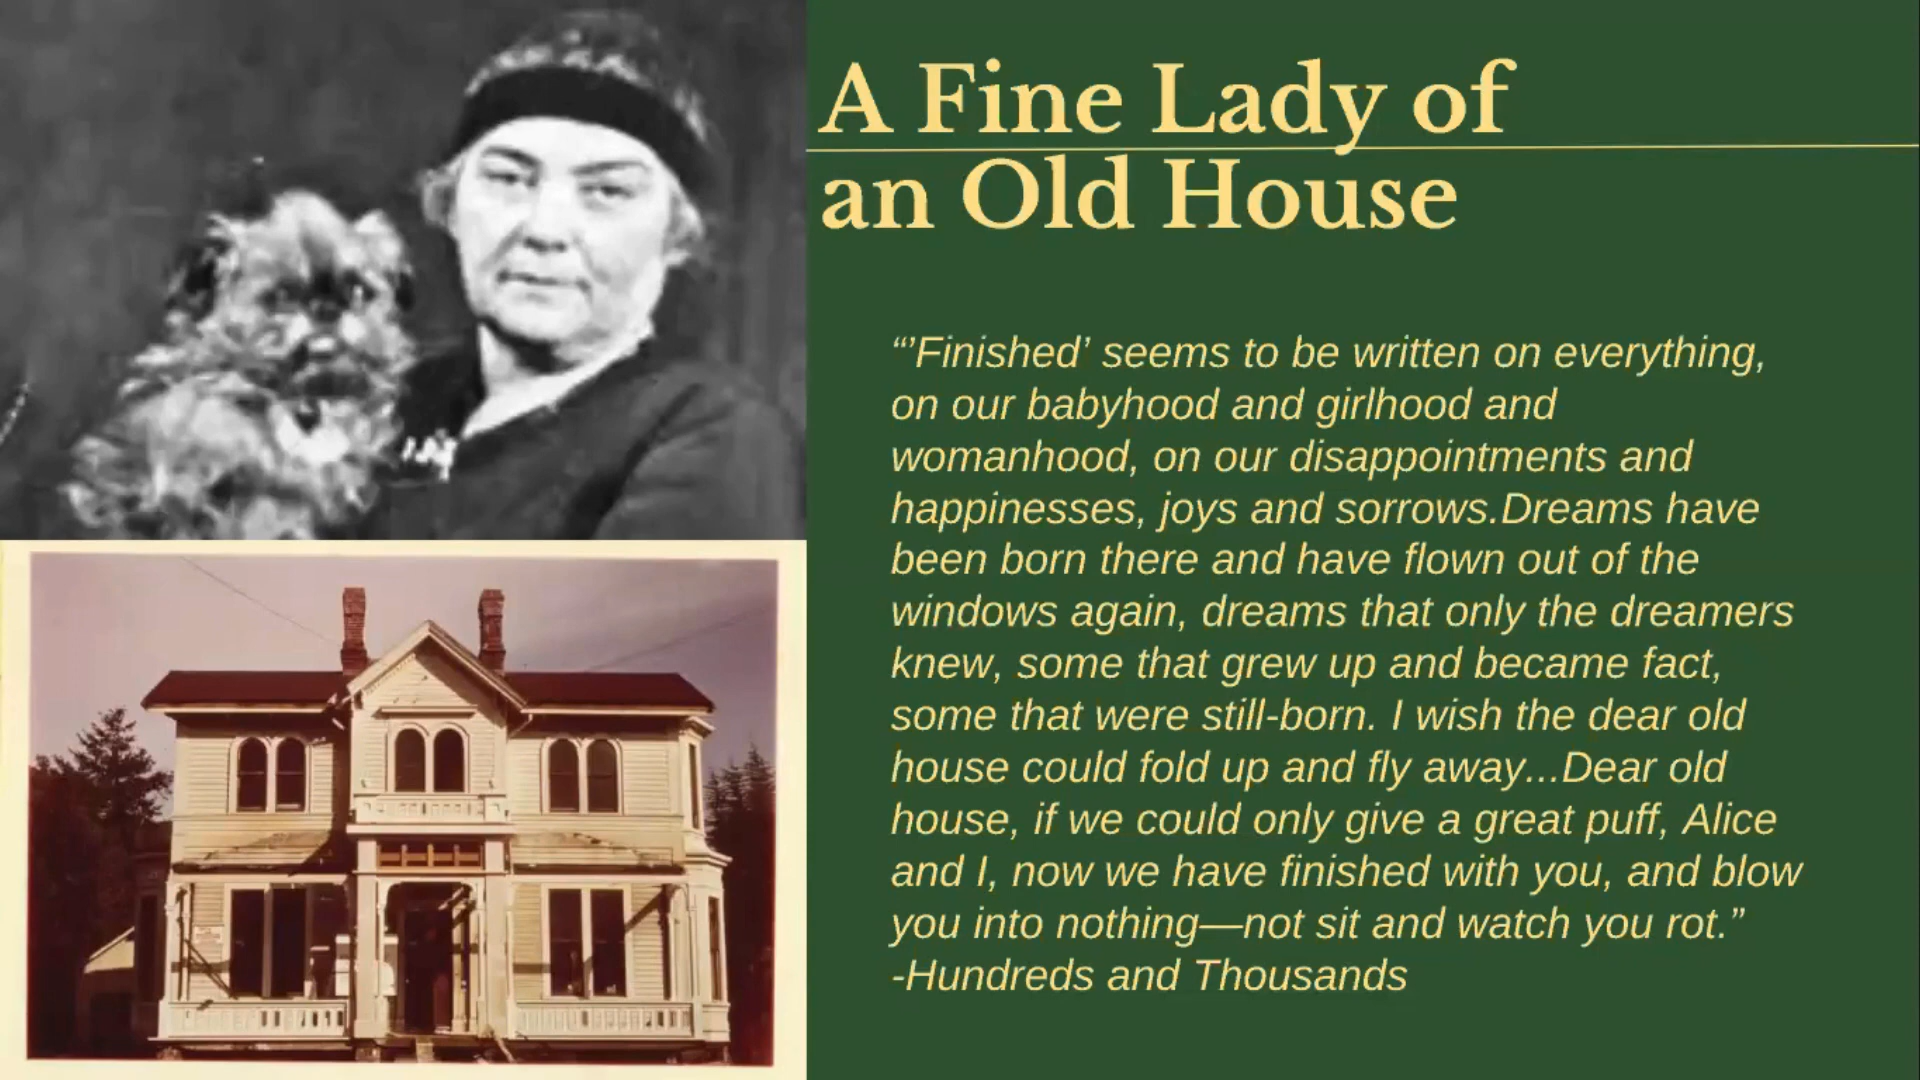 A Fine Lady of
an Old House
“’Finished’ seems to be written on everything,
on our babyhood and girlhood and
womanhood, on our disappointments and
happinesses, joys and sorrows.Dreams have
been born there and have flown out of the
windows again, dreams that only the dreamers
knew, some that grew up and became fact,
some that were still-born. I wish the dear old
house could fold up and fly away...Dear old
house, if we could only give a great puff, Alice
and I, now we have finished with you, and blow
you into nothing—not sit and watch you rot.”
-Hundreds and Thousands